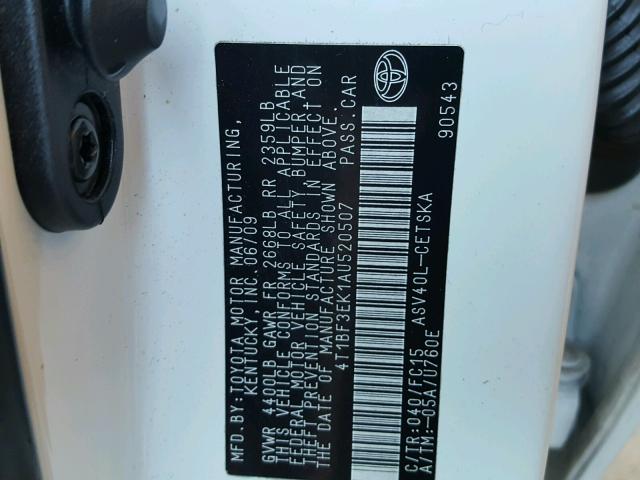 MFD.BY:TOYOTA MOTOR MANUFACTURING,
KENTUCKY, INC. 06/09
GVWR 4400LB GAWR FR 2668LB RR 2359LB
THIS VEHICLE CONFORMS TO ALL APPLICABLE
FEDERAL MOTOR VEHICLE SAFETY, BUMPER, AND
THEFT PREVENTION STANDARDS IN EFFECT ON
THE DATE OF MANUFACTURE SHOWN ABOVE.
4T1BF3EK1AU520507 PASS.CAR
C/TR:040/FC15 ASV40L-CETSKA
A/TM:-05A/U760E 90543